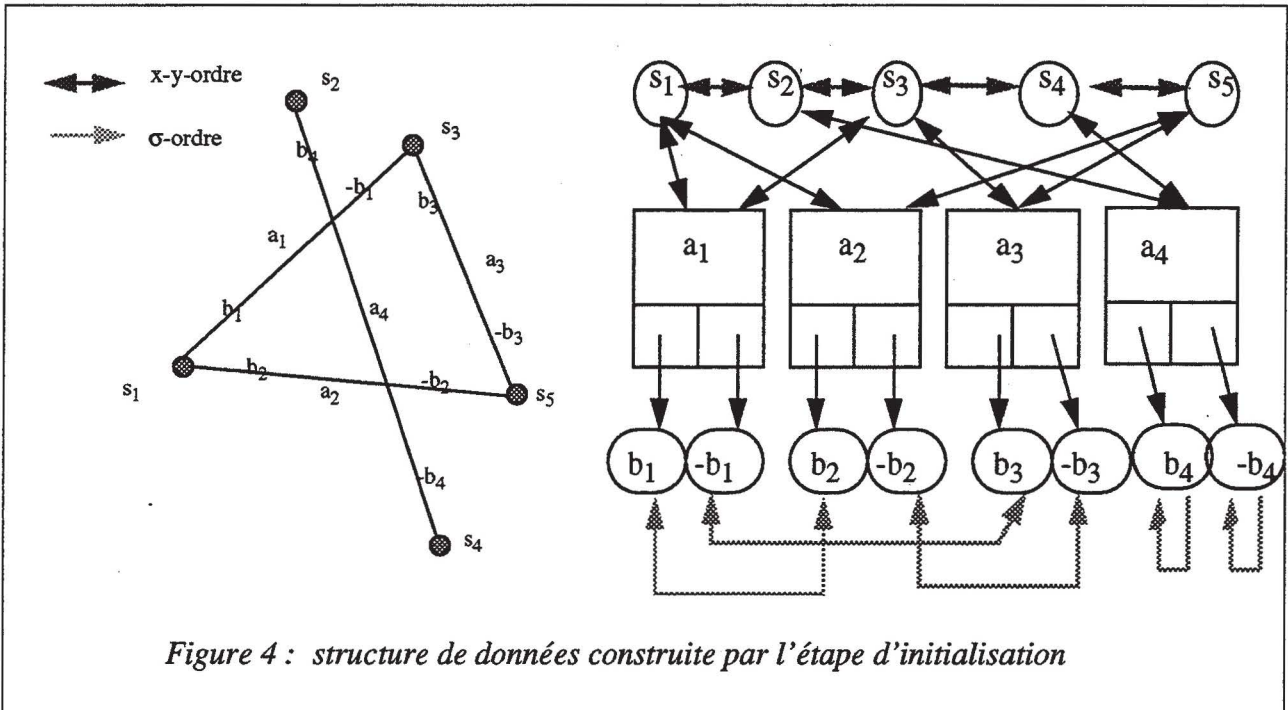 x-y-ordre
σ-ordre
s2
s3
b4
-b1
b3
a1
a3
b1
a4
-b3
s1
b2
a2
-b2
s5
-b4
s4
s1 s2 s3 s4 s5
a1 a2 a3 a4
b1 -b1 b2 -b2 b3 -b3 b4 -b4
Figure 4 : structure de données construite par l'étape d'initialisation